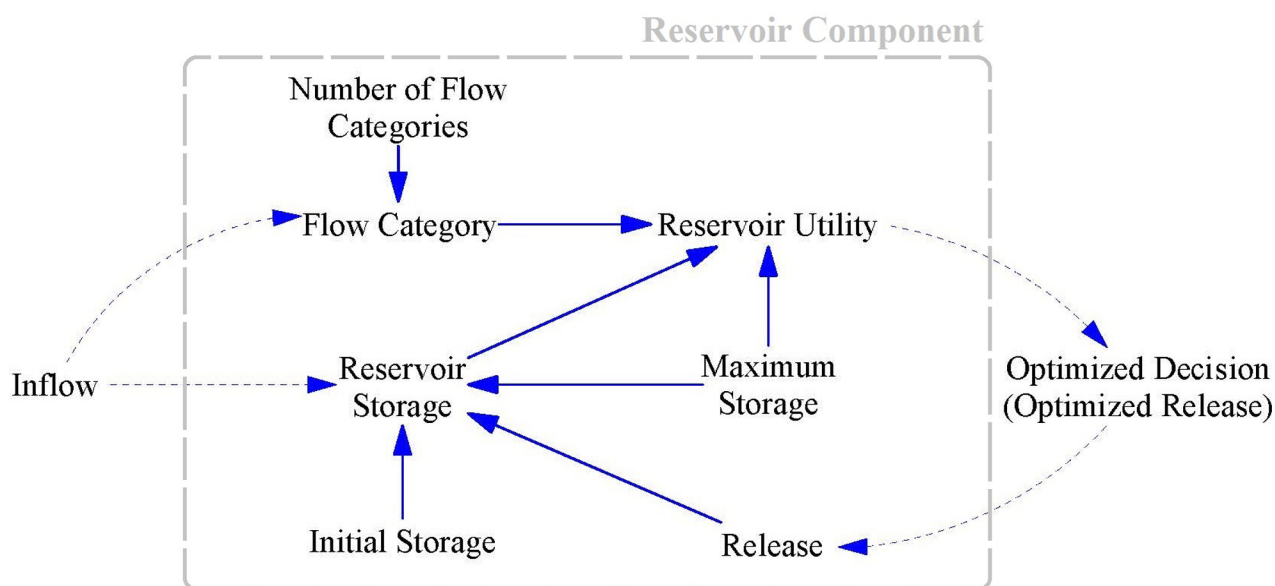 Reservoir Component
Number of Flow
Categories
Flow Category
Reservoir Utility
Inflow
Reservoir
Storage
Maximum
Storage
Optimized Decision
(Optimized Release)
Initial Storage
Release